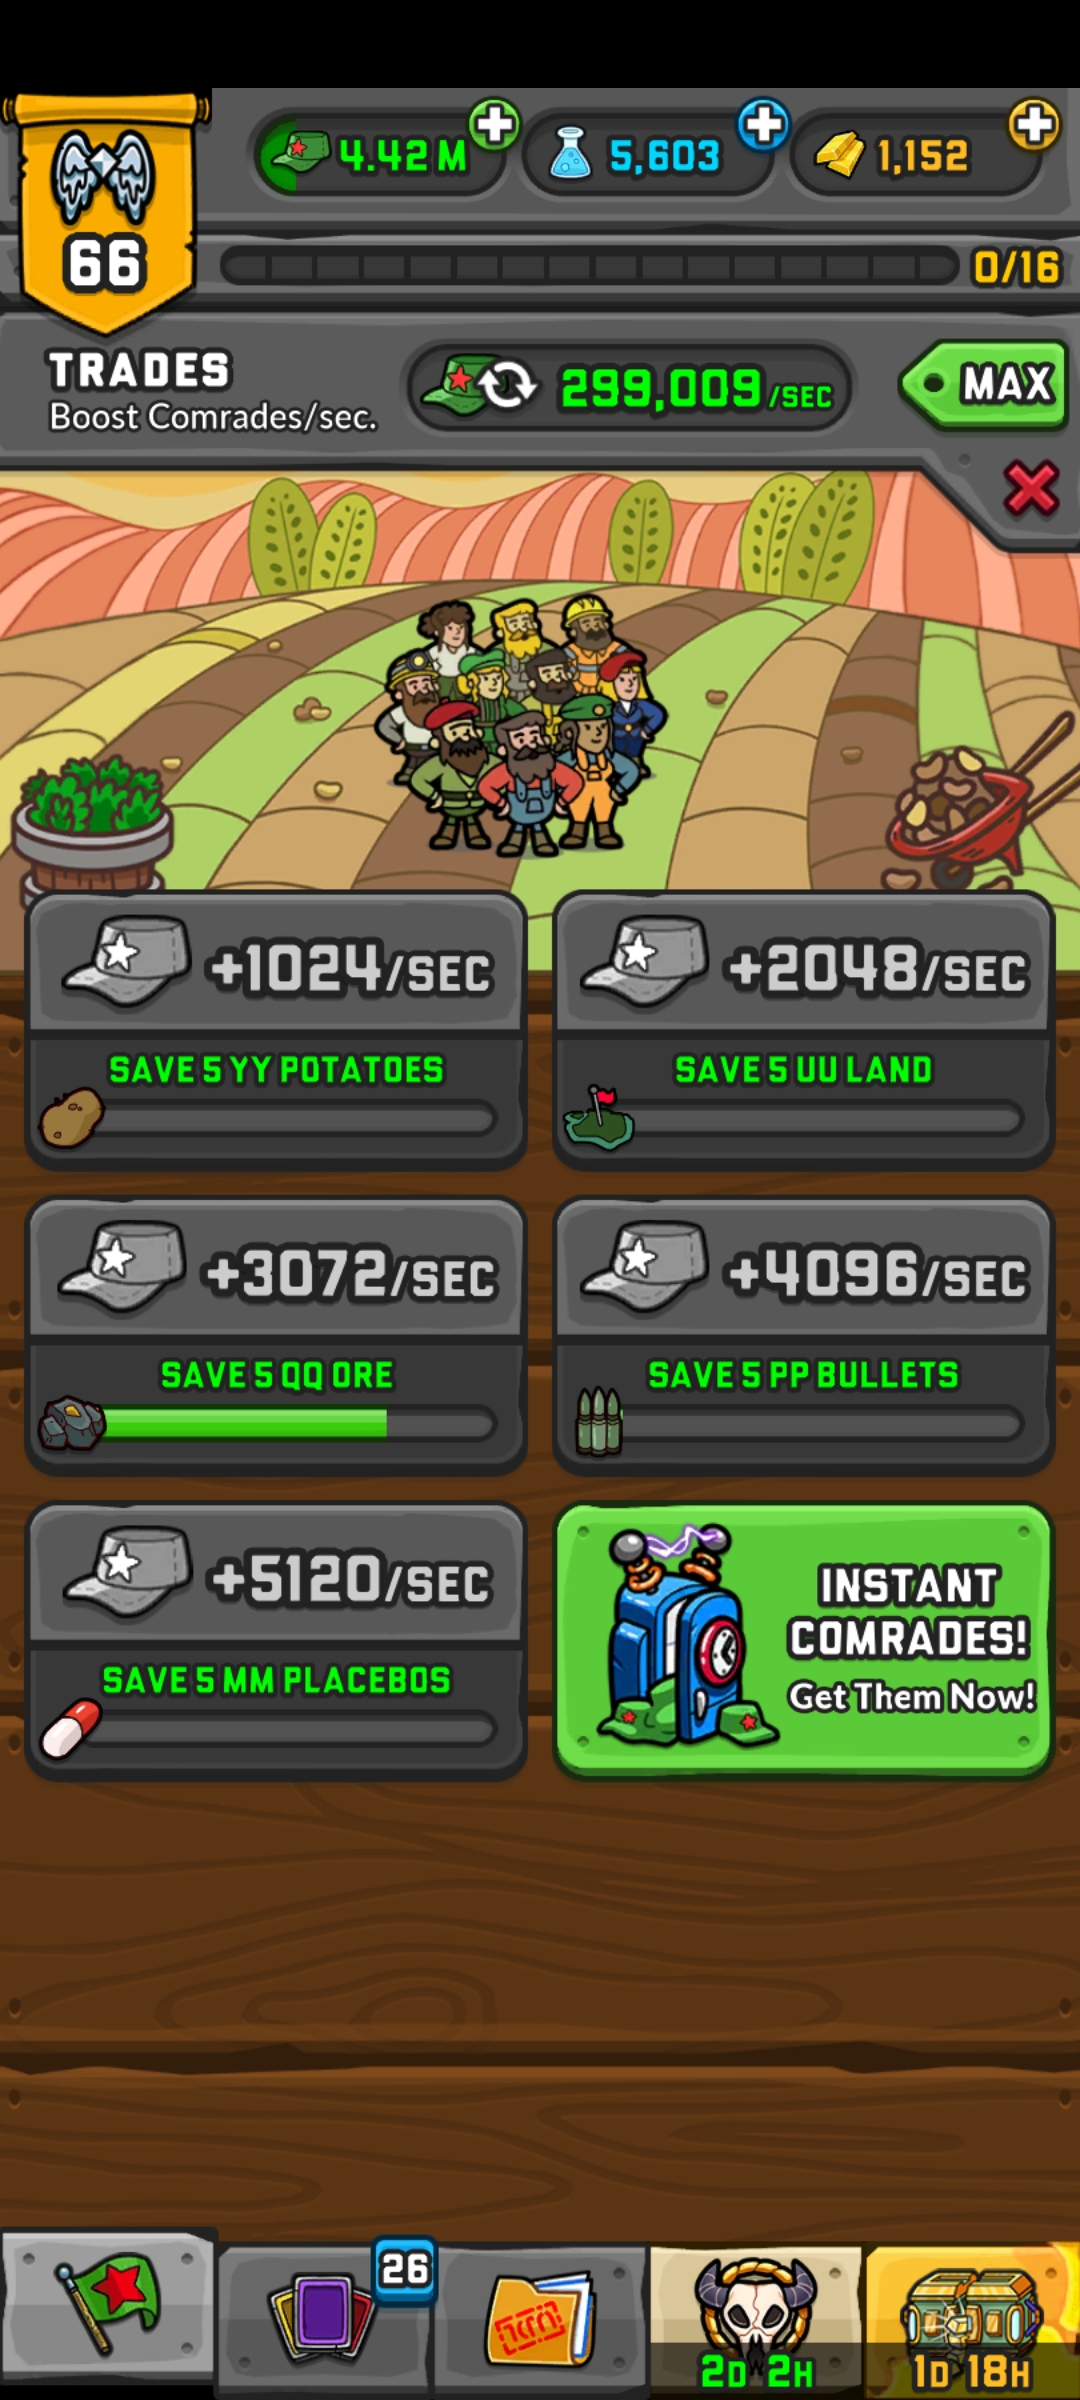 4.42 M
5,603
1,152
66
0/16
TRADES
Boost Comrades/sec.
299,009/SEC
MAX
+1024/SEC
SAVE 5 YY POTATOES
+2048/SEC
SAVE 5 UU LAND
+3072/SEC
SAVE 5 QQ ORE
+4096/SEC
SAVE 5 PP BULLETS
+5120/SEC
SAVE 5 MM PLACEBOS
INSTANT
COMRADES!
Get Them Now!
26
2D 2H
1D 18H